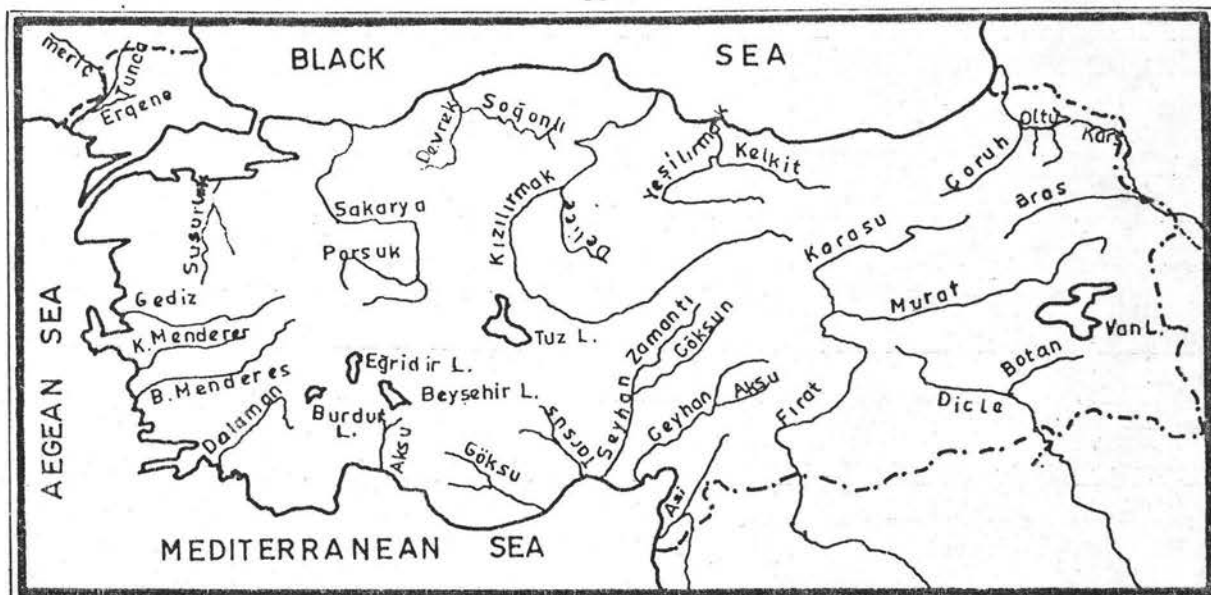 BLACK SEA
meriç
Tunca
Ergene
Devrek
Soğanlı
Oltu
Kars
Yeşilırmak
Kelkit
Çoruh
Aras
Susurluk
Sakarya
Kızılırmak
Delice
Porsuk
Karasu
Gediz
Murat
K. Menderes
Tuz L.
Zamantı
Göksun
Van L.
B. Menderes
Eğridir L.
Beyşehir L.
Botan
Burdur
L.
Dalaman
Aksu
Göksu
Tarsus
Seyhan
Ceyhan
Aksu
Fırat
Dicle
Asi
AEGEAN SEA
MEDITERRANEAN SEA